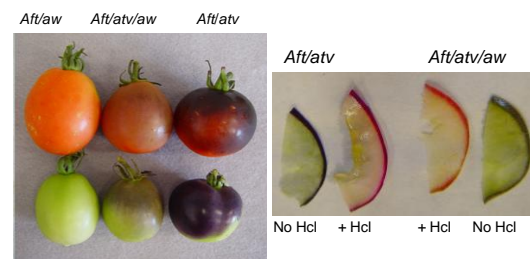 Aft/aw Aft/atv/aw Aft/atv
Aft/atv Aft/atv/aw
No Hcl + Hcl + Hcl No Hcl